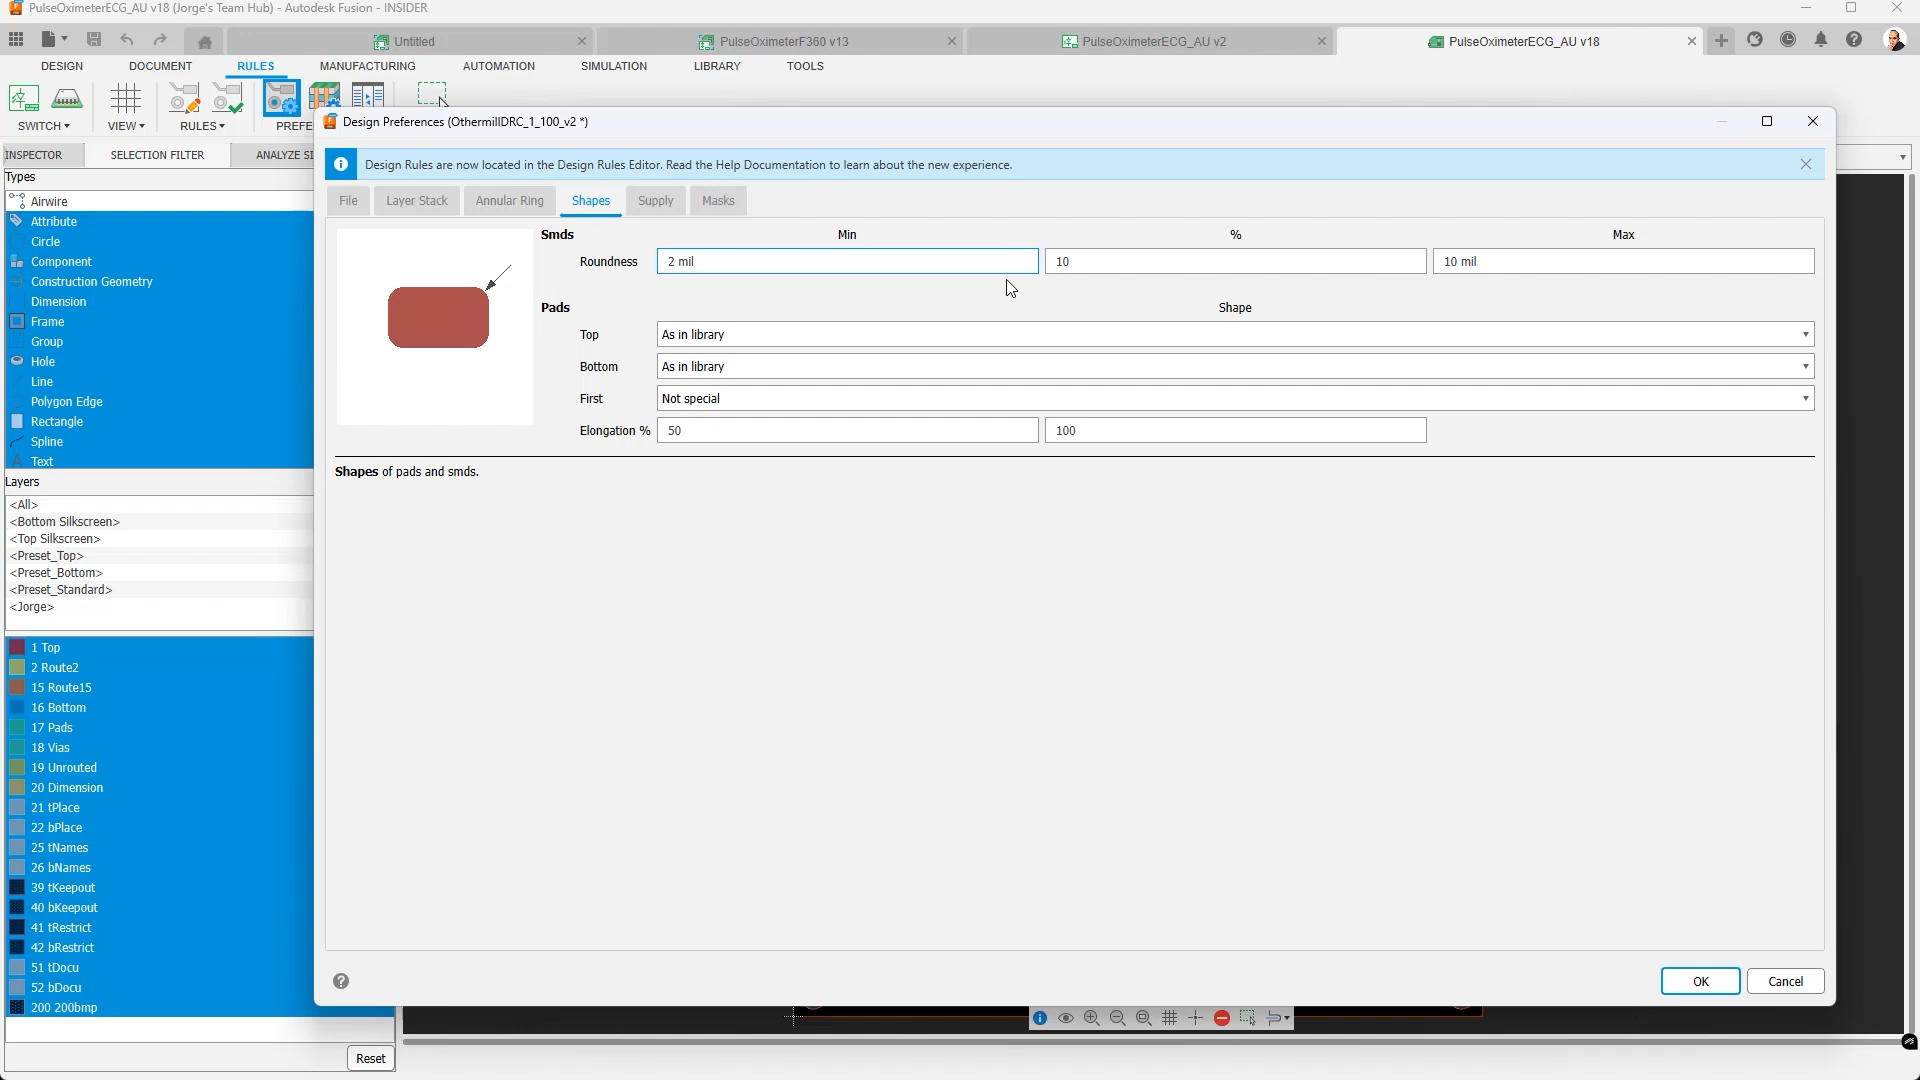 PulseOximeterECG_AU v18 (Jorge's Team Hub) - Autodesk Fusion - INSIDER
Untitled
PulseOximeterF360 v13
PulseOximeterECG_AU v2
PulseOximeterECG_AU v18
DESIGN
DOCUMENT
RULES
MANUFACTURING
AUTOMATION
SIMULATION
LIBRARY
TOOLS
SWITCH
VIEW
RULES
PREFE
Design Preferences (OthermillDRC_1_100_v2 *)
INSPECTOR
SELECTION FILTER
ANALYZE SI
Design Rules are now located in the Design Rules Editor. Read the Help Documentation to learn about the new experience.
File
Layer Stack
Annular Ring
Shapes
Supply
Masks
Types
Airwire
Attribute
Circle
Component
Construction Geometry
Dimension
Frame
Group
Hole
Line
Polygon Edge
Rectangle
Spline
Text
Layers
<All>
<Bottom Silkscreen>
<Top Silkscreen>
<Preset_Top>
<Preset_Bottom>
<Preset_Standard>
<Jorge>
1 Top
2 Route2
15 Route15
16 Bottom
17 Pads
18 Vias
19 Unrouted
20 Dimension
21 tPlace
22 bPlace
25 tNames
26 bNames
39 tKeepout
40 bKeepout
41 tRestrict
42 bRestrict
51 tDocu
52 bDocu
200 200bmp
Reset
Smds
Min
%
Max
Roundness
2 mil
10
10 mil
Pads
Shape
Top
As in library
Bottom
As in library
First
Not special
Elongation %
50
100
Shapes of pads and smds.
OK
Cancel